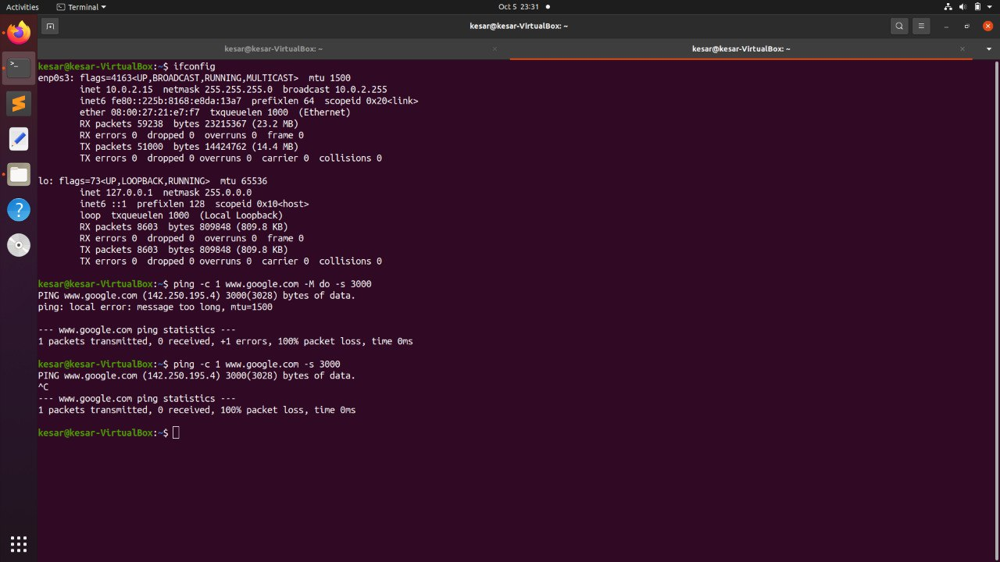 Activities
Terminal
Oct 5 23:31
kesar@kesar-VirtualBox: ~
kesar@kesar-VirtualBox: ~
kesar@kesar-VirtualBox: ~
kesar@kesar-VirtualBox:~$ ifconfig
enp0s3: flags=4163<UP,BROADCAST,RUNNING,MULTICAST>  mtu 1500
        inet 10.0.2.15  netmask 255.255.255.0  broadcast 10.0.2.255
        inet6 fe80::225b:8168:e8da:13a7  prefixlen 64  scopeid 0x20<link>
        ether 08:00:27:21:e7:f7  txqueuelen 1000  (Ethernet)
        RX packets 59238  bytes 23215367 (23.2 MB)
        RX errors 0  dropped 0  overruns 0  frame 0
        TX packets 51000  bytes 14424762 (14.4 MB)
        TX errors 0  dropped 0 overruns 0  carrier 0  collisions 0
lo: flags=73<UP,LOOPBACK,RUNNING>  mtu 65536
        inet 127.0.0.1  netmask 255.0.0.0
        inet6 ::1  prefixlen 128  scopeid 0x10<host>
        loop  txqueuelen 1000  (Local Loopback)
        RX packets 8603  bytes 809848 (809.8 KB)
        RX errors 0  dropped 0  overruns 0  frame 0
        TX packets 8603  bytes 809848 (809.8 KB)
        TX errors 0  dropped 0 overruns 0  carrier 0  collisions 0
kesar@kesar-VirtualBox:~$ ping -c 1 www.google.com -M do -s 3000
PING www.google.com (142.250.195.4) 3000(3028) bytes of data.
ping: local error: message too long, mtu=1500
--- www.google.com ping statistics ---
1 packets transmitted, 0 received, +1 errors, 100% packet loss, time 0ms
kesar@kesar-VirtualBox:~$ ping -c 1 www.google.com -s 3000
PING www.google.com (142.250.195.4) 3000(3028) bytes of data.
^C
--- www.google.com ping statistics ---
1 packets transmitted, 0 received, 100% packet loss, time 0ms
kesar@kesar-VirtualBox:~$